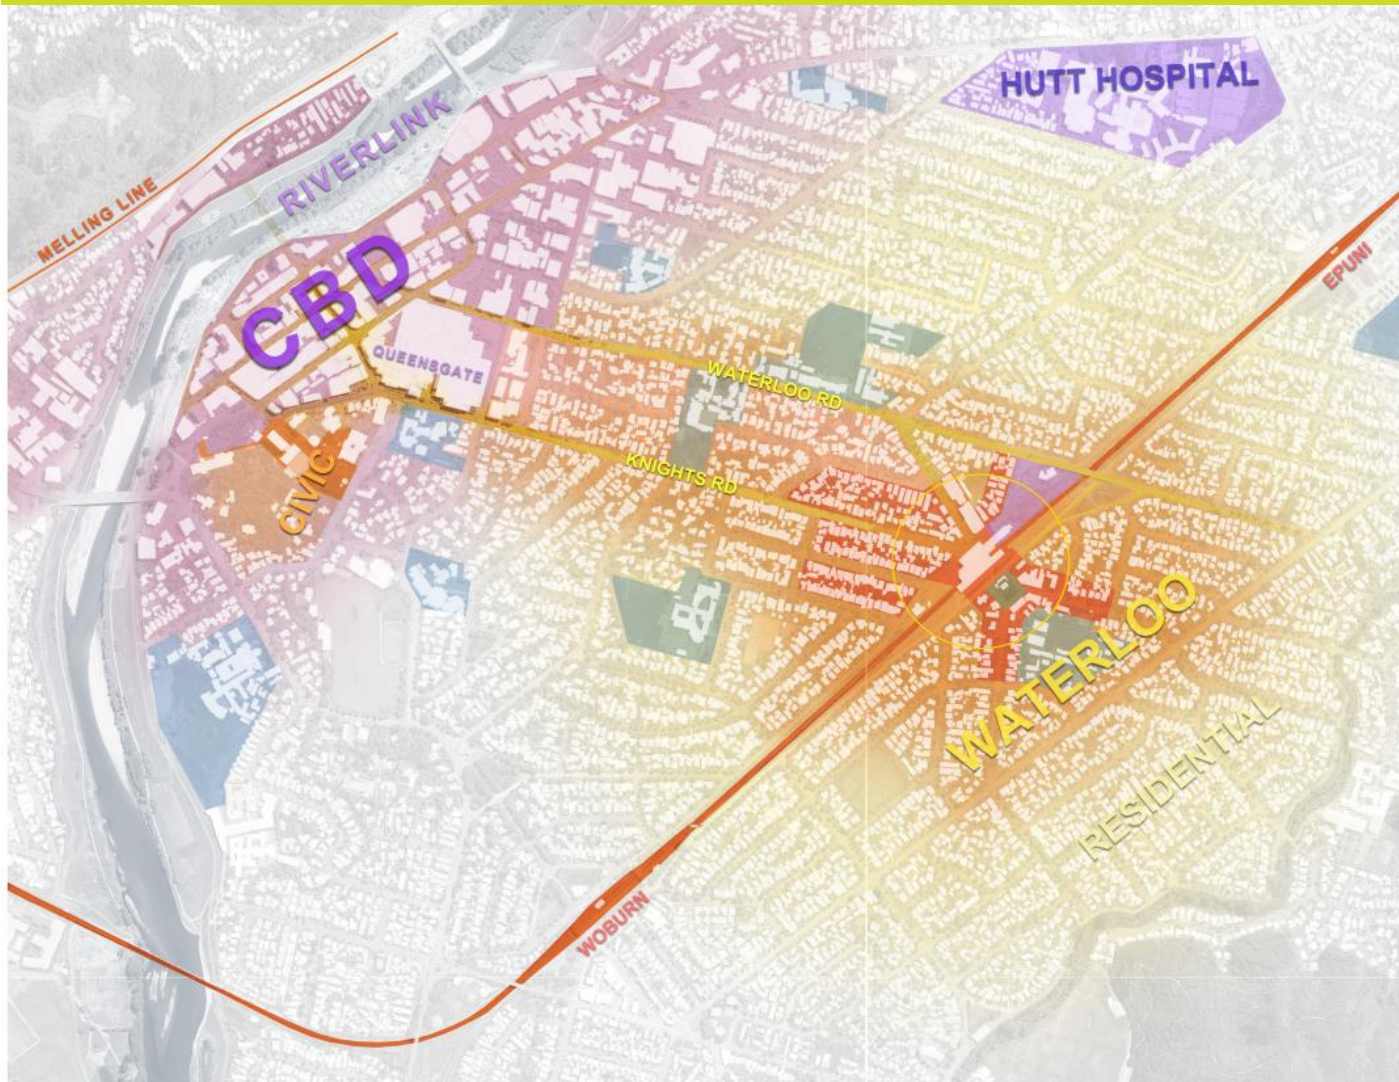 HUTT HOSPITAL
RIVERLINK
MELLING LINE
CBD
EPUNI
QUEENSGATE
WATERLOO RD
KNIGHTS RD
CIVIC
WATERLOO
RESIDENTIAL
WOBURN